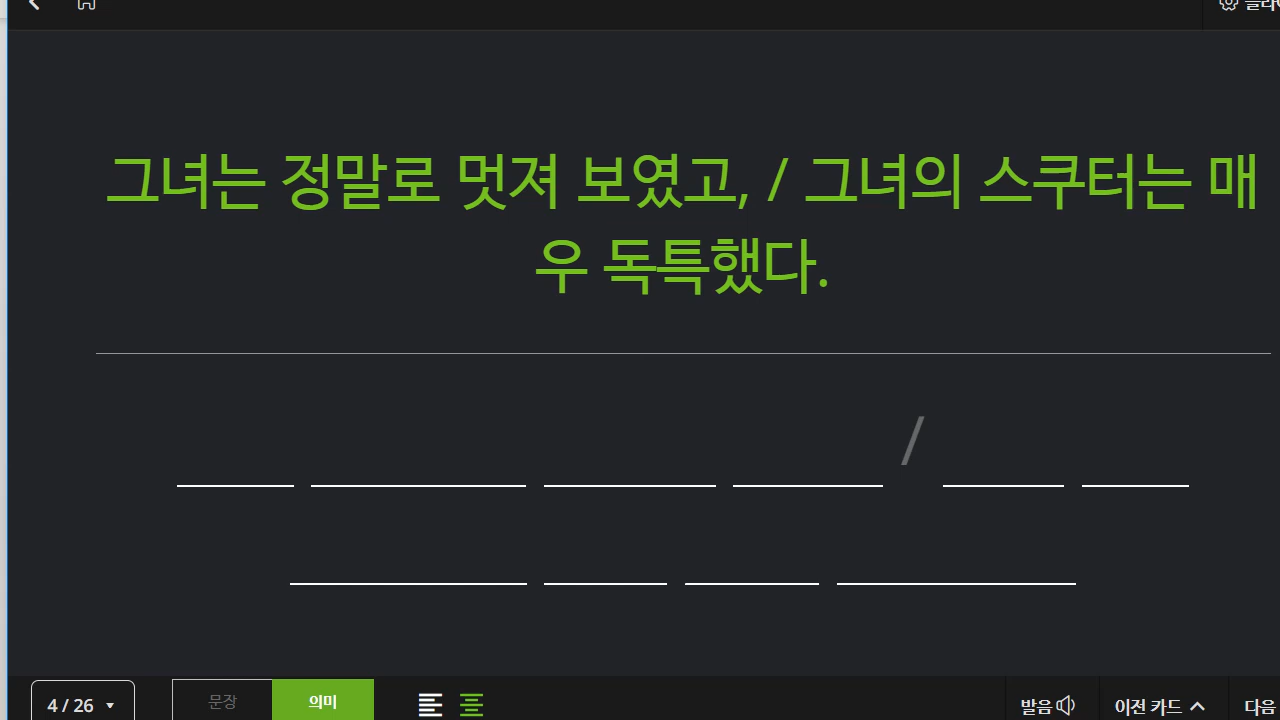 그녀는 정말로 멋져 보였고, / 그녀의 스쿠터는 매
우 독특했다.
/
4 / 26
문장
의미
발음
이전 카드
다음